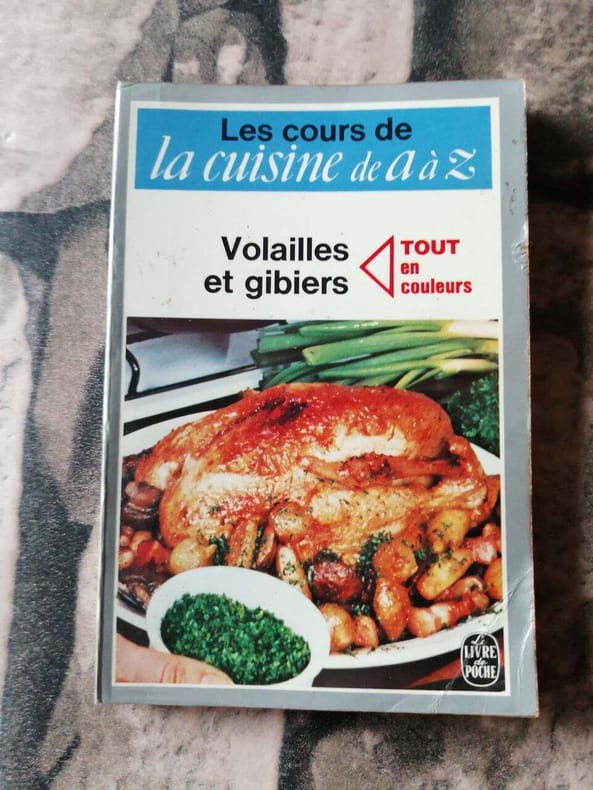 Les cours de
la cuisine de a à z
Volailles
et gibiers
TOUT
en
couleurs
Le
LIVRE
de
POCHE